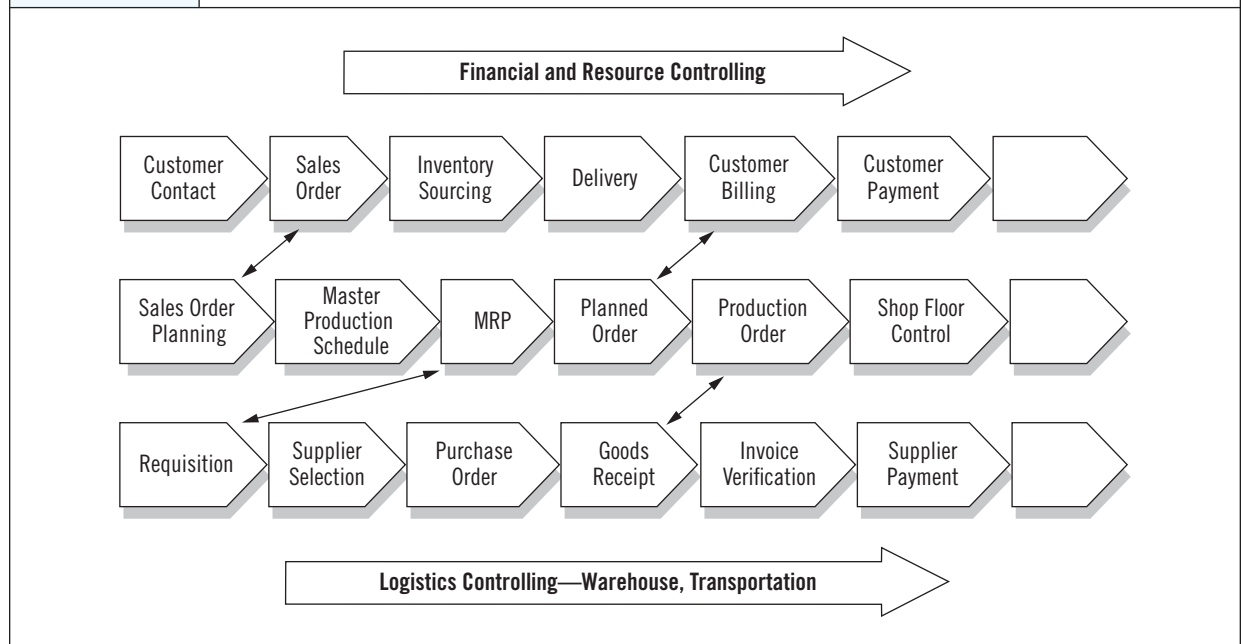 Financial and Resource Controlling
Customer
Contact
Sales
Order
Inventory
Sourcing
Delivery
Customer
Billing
Customer
Payment
Sales Order
Planning
Master
Production
Schedule
MRP
Planned
Order
Production
Order
Shop Floor
Control
Requisition
Supplier
Selection
Purchase
Order
Goods
Receipt
Invoice
Verification
Supplier
Payment
Logistics Controlling—Warehouse, Transportation